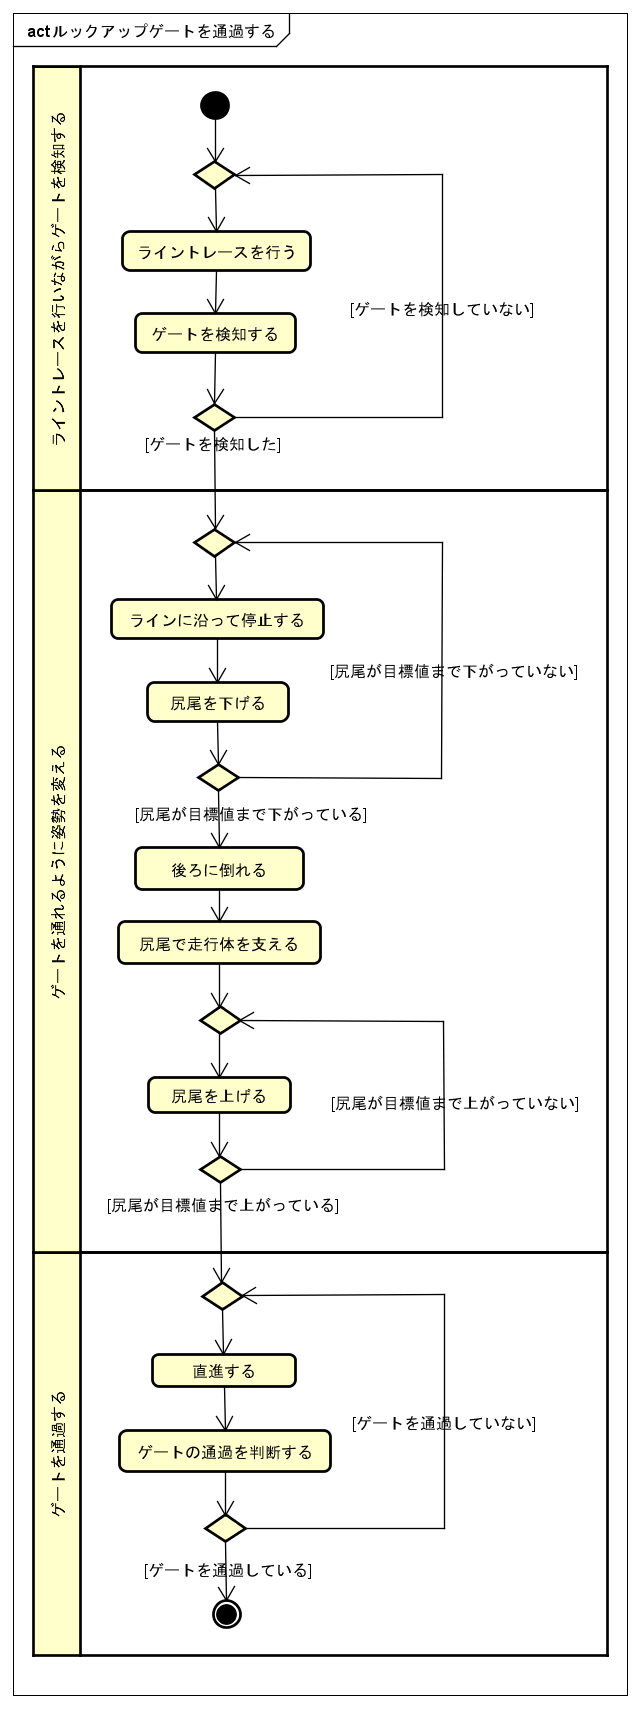 act ルックアップゲートを通過する
ライントレースを行いながらゲートを検知する
ライントレースを行う
[ゲートを検知していない]
ゲートを検知する
[ゲートを検知した]
ゲートを通れるように姿勢を変える
ラインに沿って停止する
[尻尾が目標値まで下がっていない]
尻尾を下げる
[尻尾が目標値まで下がっている]
後ろに倒れる
尻尾で走行体を支える
尻尾を上げる
[尻尾が目標値まで上がっていない]
[尻尾が目標値まで上がっている]
ゲートを通過する
直進する
[ゲートを通過していない]
ゲートの通過を判断する
[ゲートを通過している]